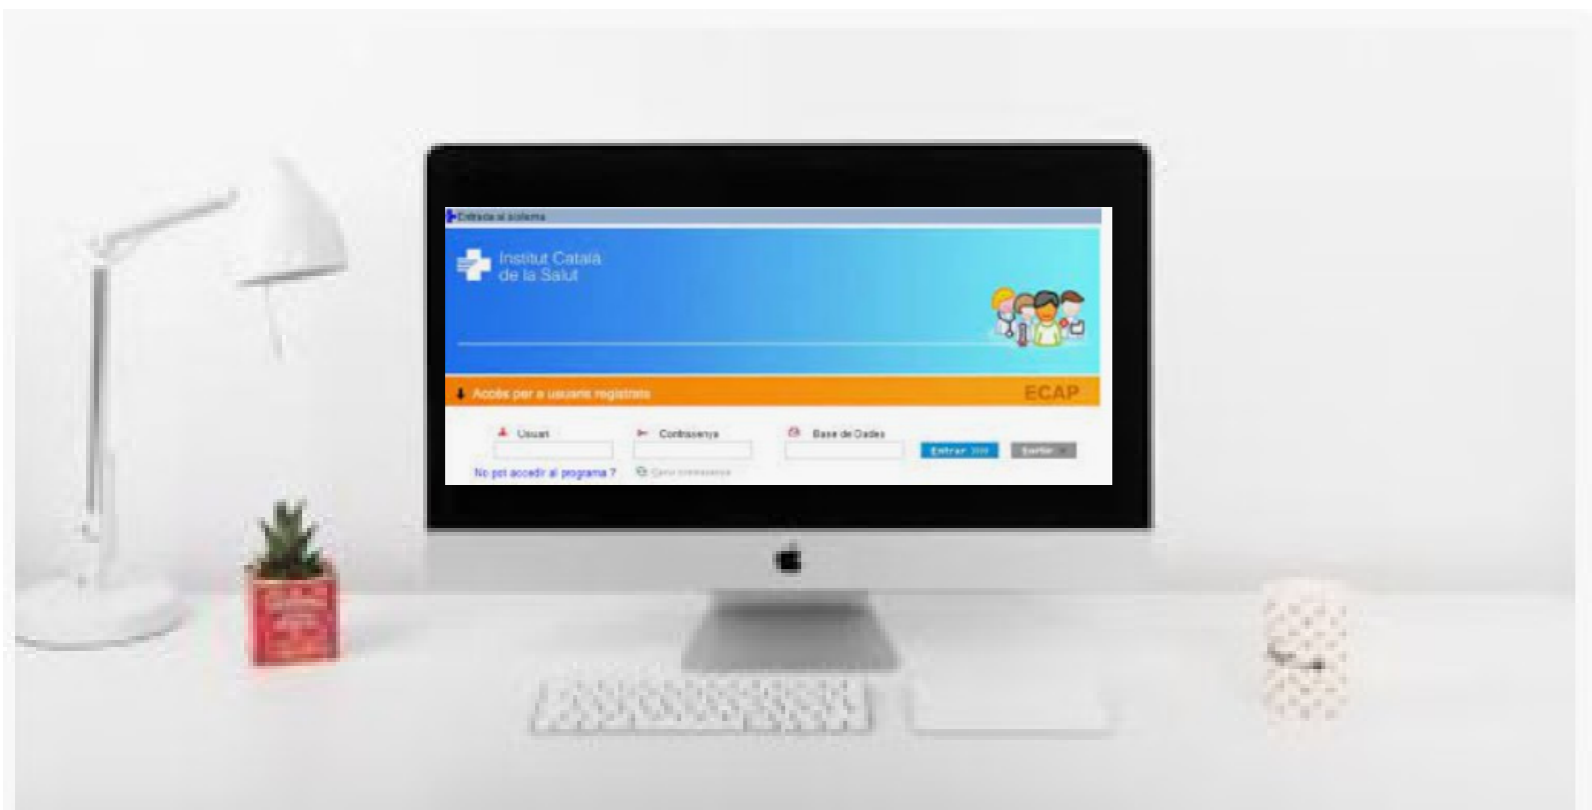 Entrada al sistema
Institut Català
de la Salut
Accès per a usuaris registrats
ECAP
Usuari
Contrasenya
Base de Dades
Entrar >>>
Sortir
No pot accedir al programa ?